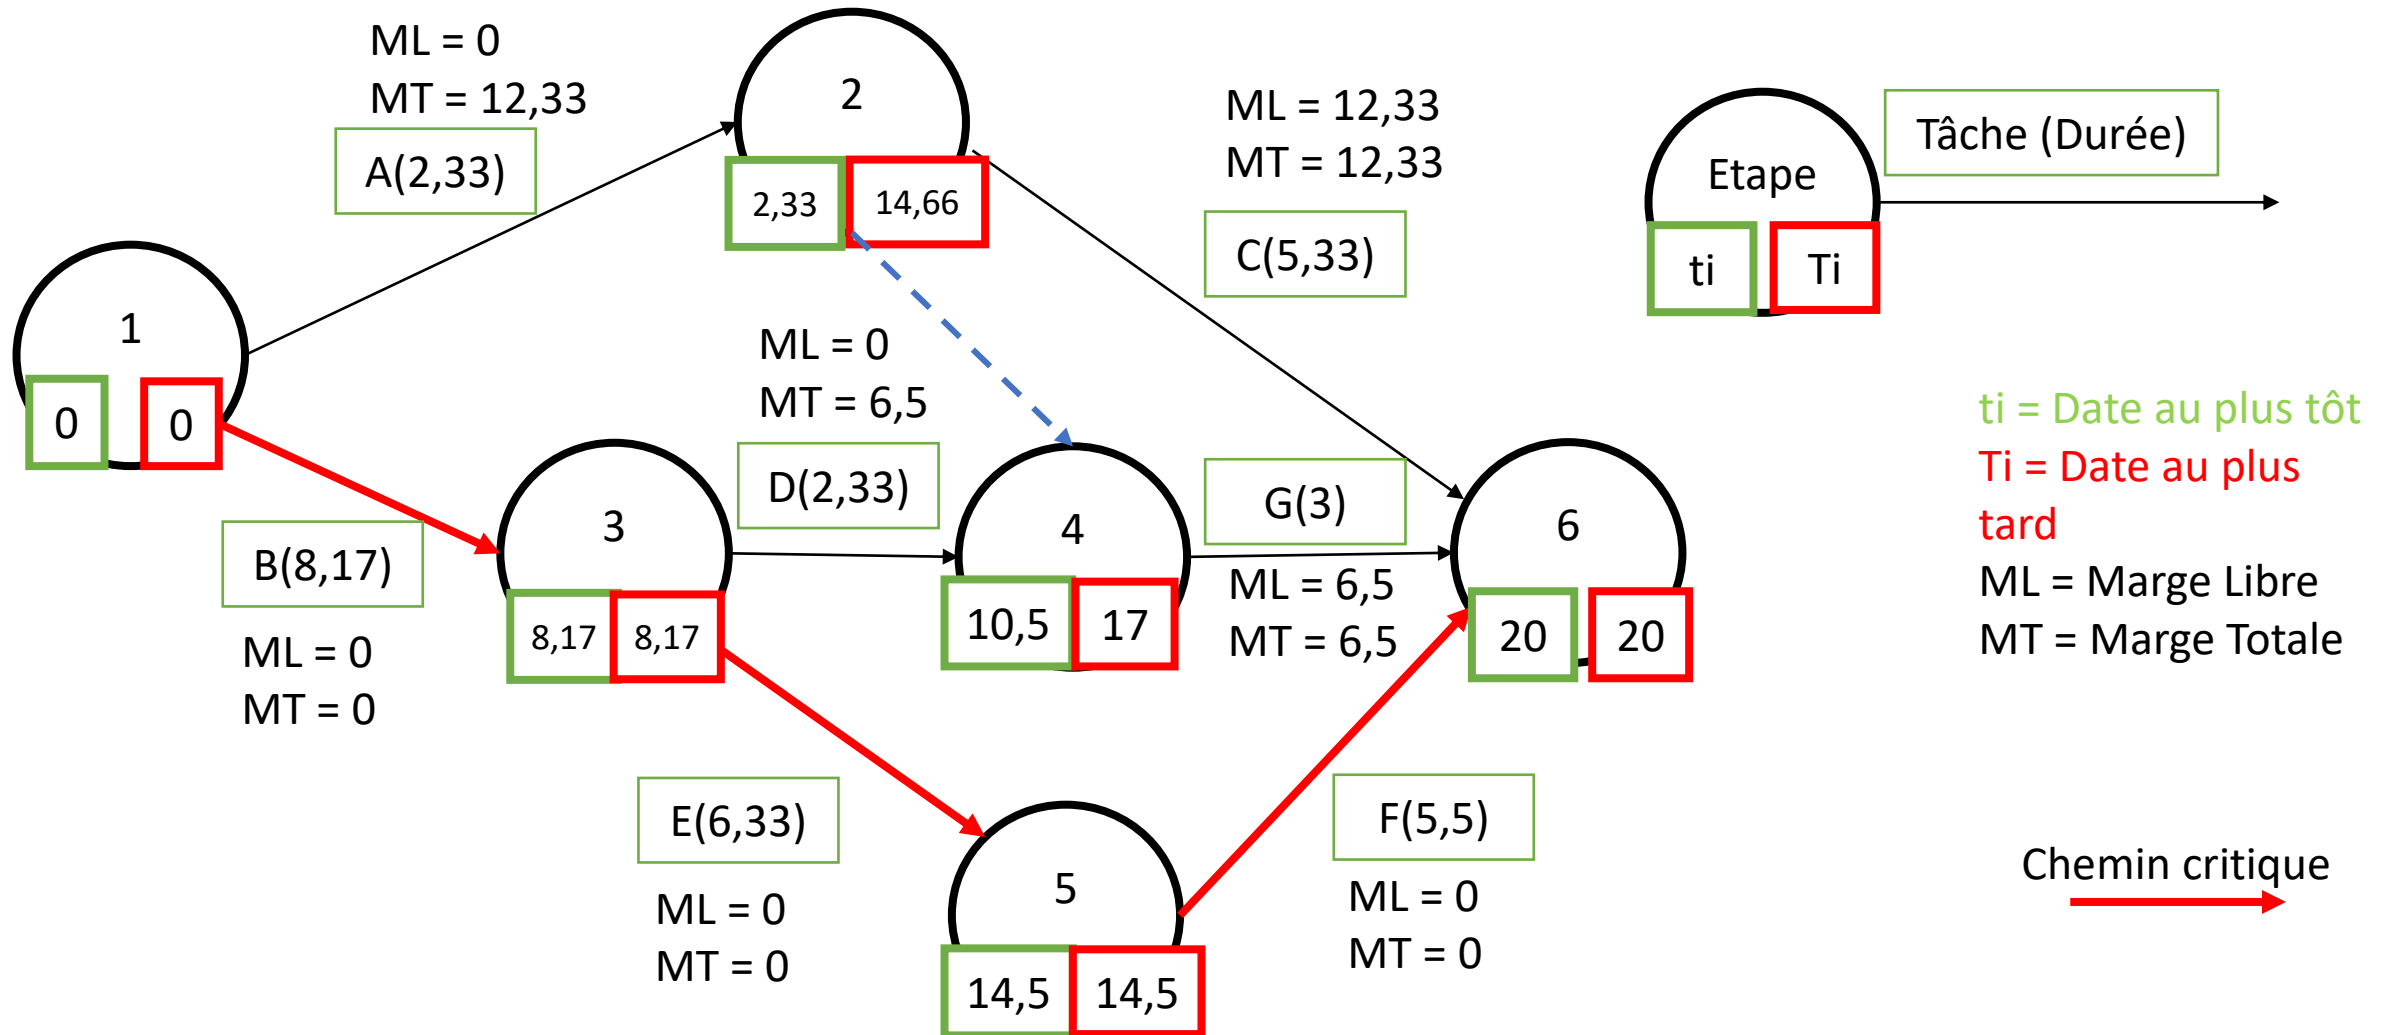 ML = 0
MT = 12,33
A(2,33)
2
2,33
14,66
ML = 12,33
MT = 12,33
C(5,33)
Etape
ti
Ti
Tâche (Durée)
1
0
0
ML = 0
MT = 6,5
D(2,33)
B(8,17)
ML = 0
MT = 0
3
8,17
8,17
4
10,5
17
G(3)
ML = 6,5
MT = 6,5
6
20
20
ti = Date au plus tôt
Ti = Date au plus
tard
ML = Marge Libre
MT = Marge Totale
E(6,33)
ML = 0
MT = 0
5
14,5
14,5
F(5,5)
ML = 0
MT = 0
Chemin critique